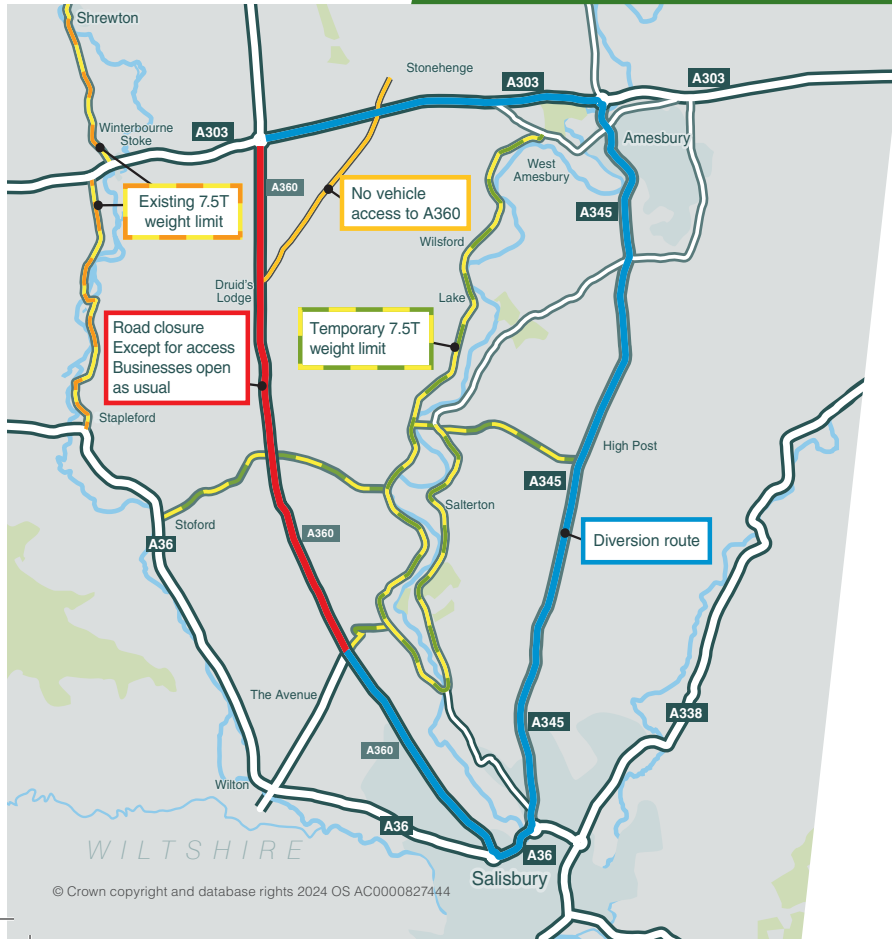 Shrewton
Stonehenge
A303
A303
Winterbourne
Stoke
A303
Amesbury
West
Amesbury
A360
Existing 7.5T
weight limit
No vehicle
access to A360
A345
Wilsford
Druid's
Lodge
Lake
Road closure
Except for access
Businesses open
as usual
Temporary 7.5T
weight limit
Stapleford
High Post
A345
Salterton
Stoford
A36
A360
Diversion route
The Avenue
A345
A338
A360
Wilton
A36
WILTSHIRE
A36
Salisbury
© Crown copyright and database rights 2024 OS AC0000827444